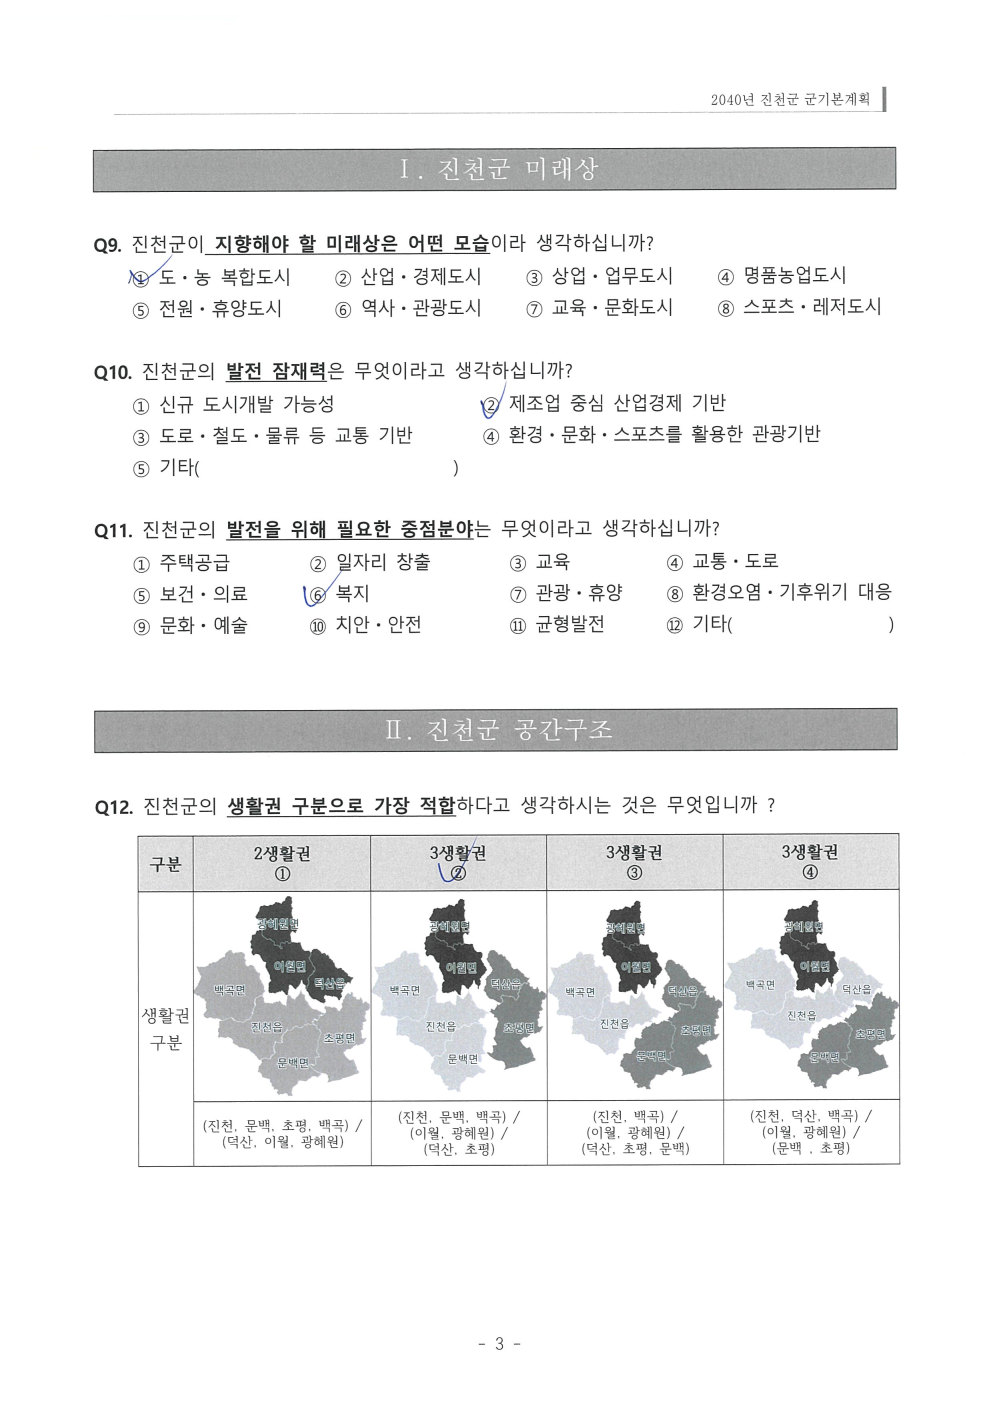 2040년 진천군 군기본계획
Ⅰ. 진천군 미래상
Q9. 진천군이 지향해야 할 미래상은 어떤 모습이라 생각하십니까?
① 도·농 복합도시 ② 산업·경제도시 ③ 상업·업무도시 ④ 명품농업도시
⑤ 전원·휴양도시 ⑥ 역사·관광도시 ⑦ 교육·문화도시 ⑧ 스포츠·레저도시
Q10. 진천군의 발전 잠재력은 무엇이라고 생각하십니까?
① 신규 도시개발 가능성 ② 제조업 중심 산업경제 기반
③ 도로·철도·물류 등 교통 기반 ④ 환경·문화·스포츠를 활용한 관광기반
⑤ 기타( )
Q11. 진천군의 발전을 위해 필요한 중점분야는 무엇이라고 생각하십니까?
① 주택공급 ② 일자리 창출 ③ 교육 ④ 교통·도로
⑤ 보건·의료 ⑥ 복지 ⑦ 관광·휴양 ⑧ 환경오염·기후위기 대응
⑨ 문화·예술 ⑩ 치안·안전 ⑪ 균형발전 ⑫ 기타( )
Ⅱ. 진천군 공간구조
Q12. 진천군의 생활권 구분으로 가장 적합하다고 생각하시는 것은 무엇입니까 ?
구분
2생활권
①
3생활권
②
3생활권
③
3생활권
④
생활권
구분
광혜원면
이월면
덕산읍
백곡면
진천읍
초평면
문백면
광혜원면
이월면
덕산읍
백곡면
진천읍
초평면
문백면
광혜원면
이월면
덕산읍
백곡면
진천읍
초평면
문백면
광혜원면
이월면
덕산읍
백곡면
진천읍
초평면
문백면
(진천, 문백, 초평, 백곡) /
(덕산, 이월, 광혜원)
(진천, 문백, 백곡) /
(이월, 광혜원) /
(덕산, 초평)
(진천, 백곡) /
(이월, 광혜원) /
(덕산, 초평, 문백)
(진천, 덕산, 백곡) /
(이월, 광혜원) /
(문백 , 초평)
- 3 -